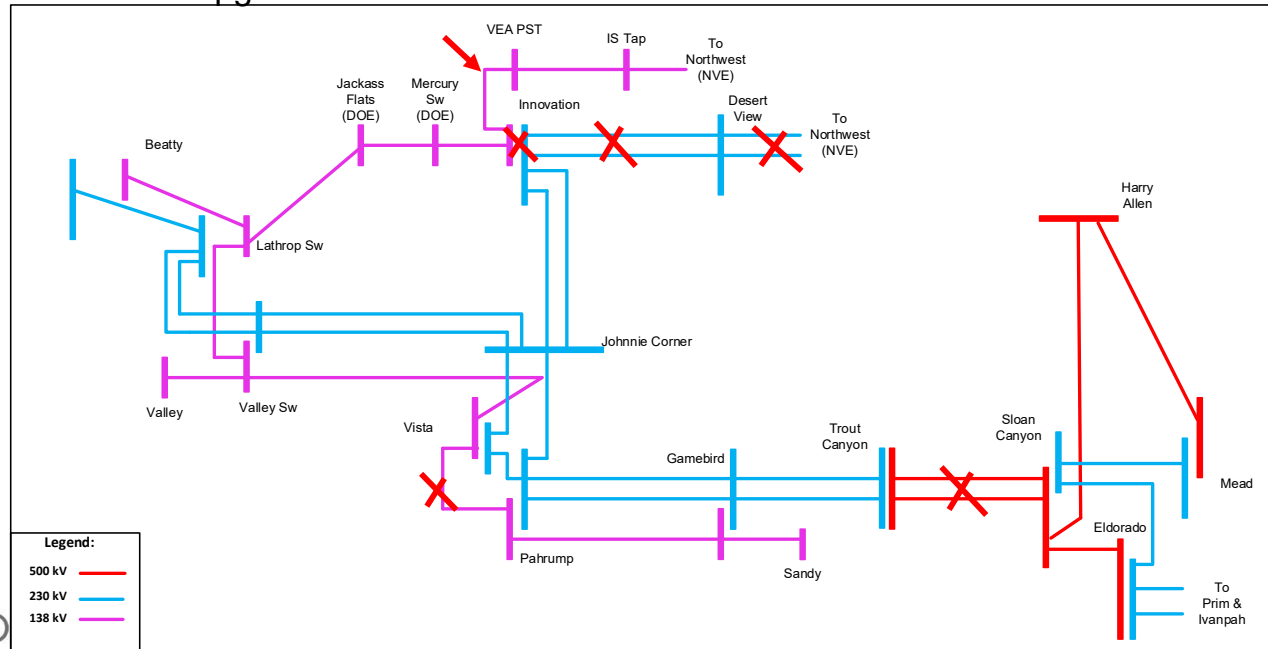 VEA PST
IS Tap
To
Northwest
(NVE)
Jackass
Flats
(DOE)
Mercury
Sw
(DOE)
Innovation
Desert
View
To
Northwest
(NVE)
Beatty
Harry
Allen
Lathrop Sw
Johnnie Corner
Valley
Valley Sw
Vista
Gamebird
Trout
Canyon
Sloan
Canyon
Mead
Eldorado
Pahrump
Sandy
To
Prim &
Ivanpah
Legend:
500 kV
230 kV
138 kV